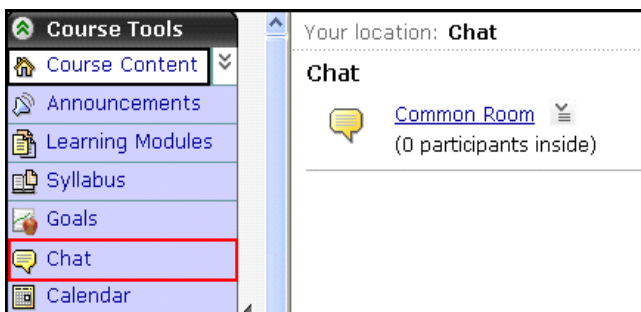 Course Tools
Course Content
Announcements
Learning Modules
Syllabus
Goals
Chat
Calendar
Your location: Chat
Chat
Common Room
(0 participants inside)